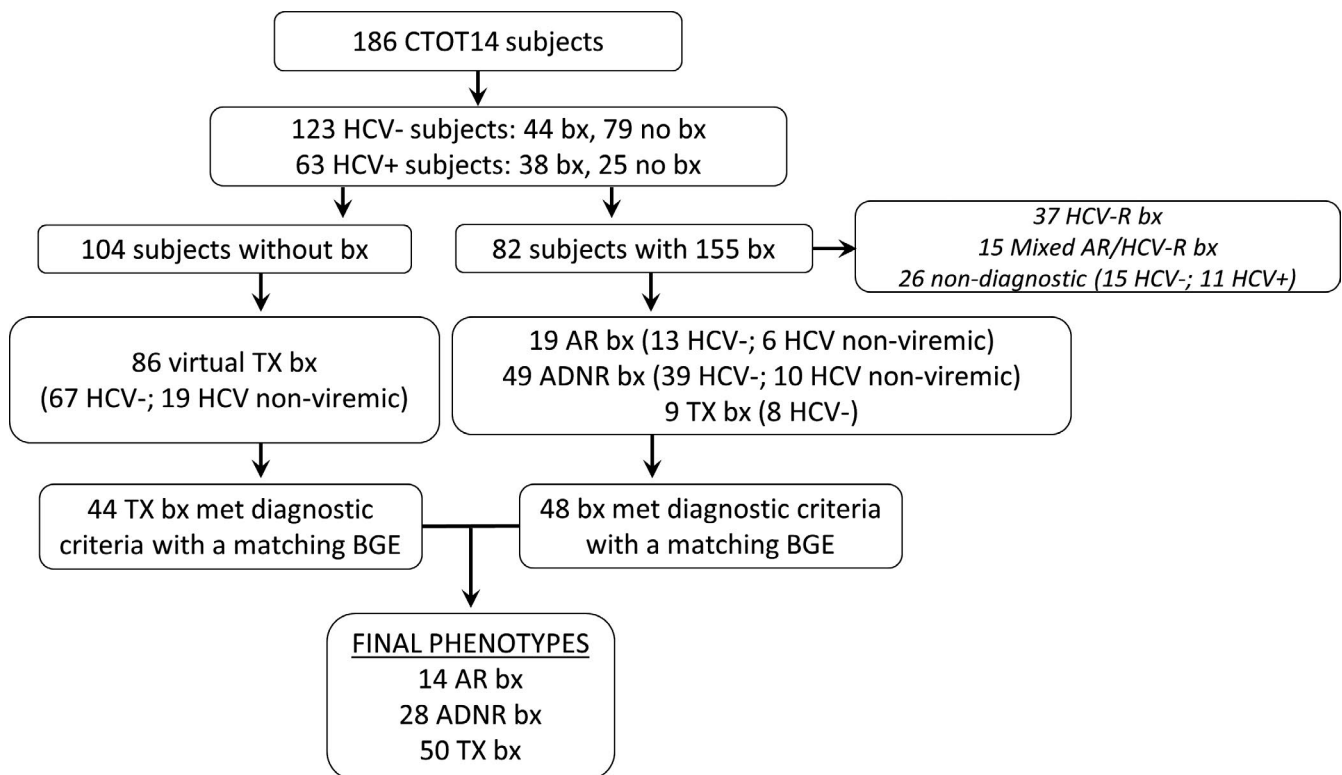 186 CTOT14 subjects
123 HCV- subjects: 44 bx, 79 no bx
63 HCV+ subjects: 38 bx, 25 no bx
104 subjects without bx
82 subjects with 155 bx
37 HCV-R bx
15 Mixed AR/HCV-R bx
26 non-diagnostic (15 HCV-; 11 HCV+)
86 virtual TX bx
(67 HCV-; 19 HCV non-viremic)
19 AR bx (13 HCV-; 6 HCV non-viremic)
49 ADNR bx (39 HCV-; 10 HCV non-viremic)
9 TX bx (8 HCV-)
44 TX bx met diagnostic
criteria with a matching BGE
48 bx met diagnostic criteria
with a matching BGE
FINAL PHENOTYPES
14 AR bx
28 ADNR bx
50 TX bx